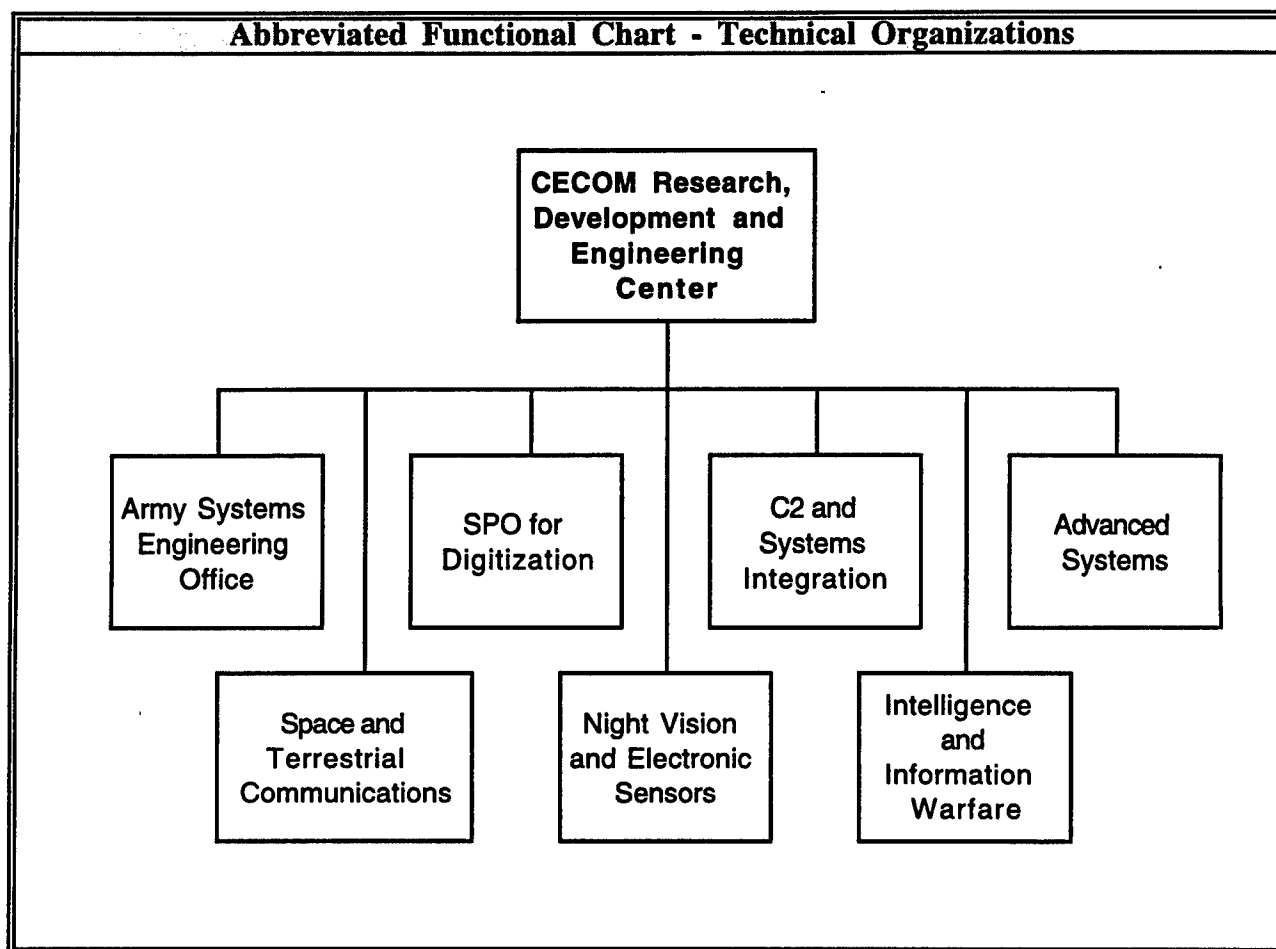 Abbreviated Functional Chart - Technical Organizations
CECOM Research,
Development and
Engineering
Center
Army Systems
Engineering
Office
SPO for
Digitization
C2 and
Systems
Integration
Advanced
Systems
Space and
Terrestrial
Communications
Night Vision
and Electronic
Sensors
Intelligence
and
Information
Warfare